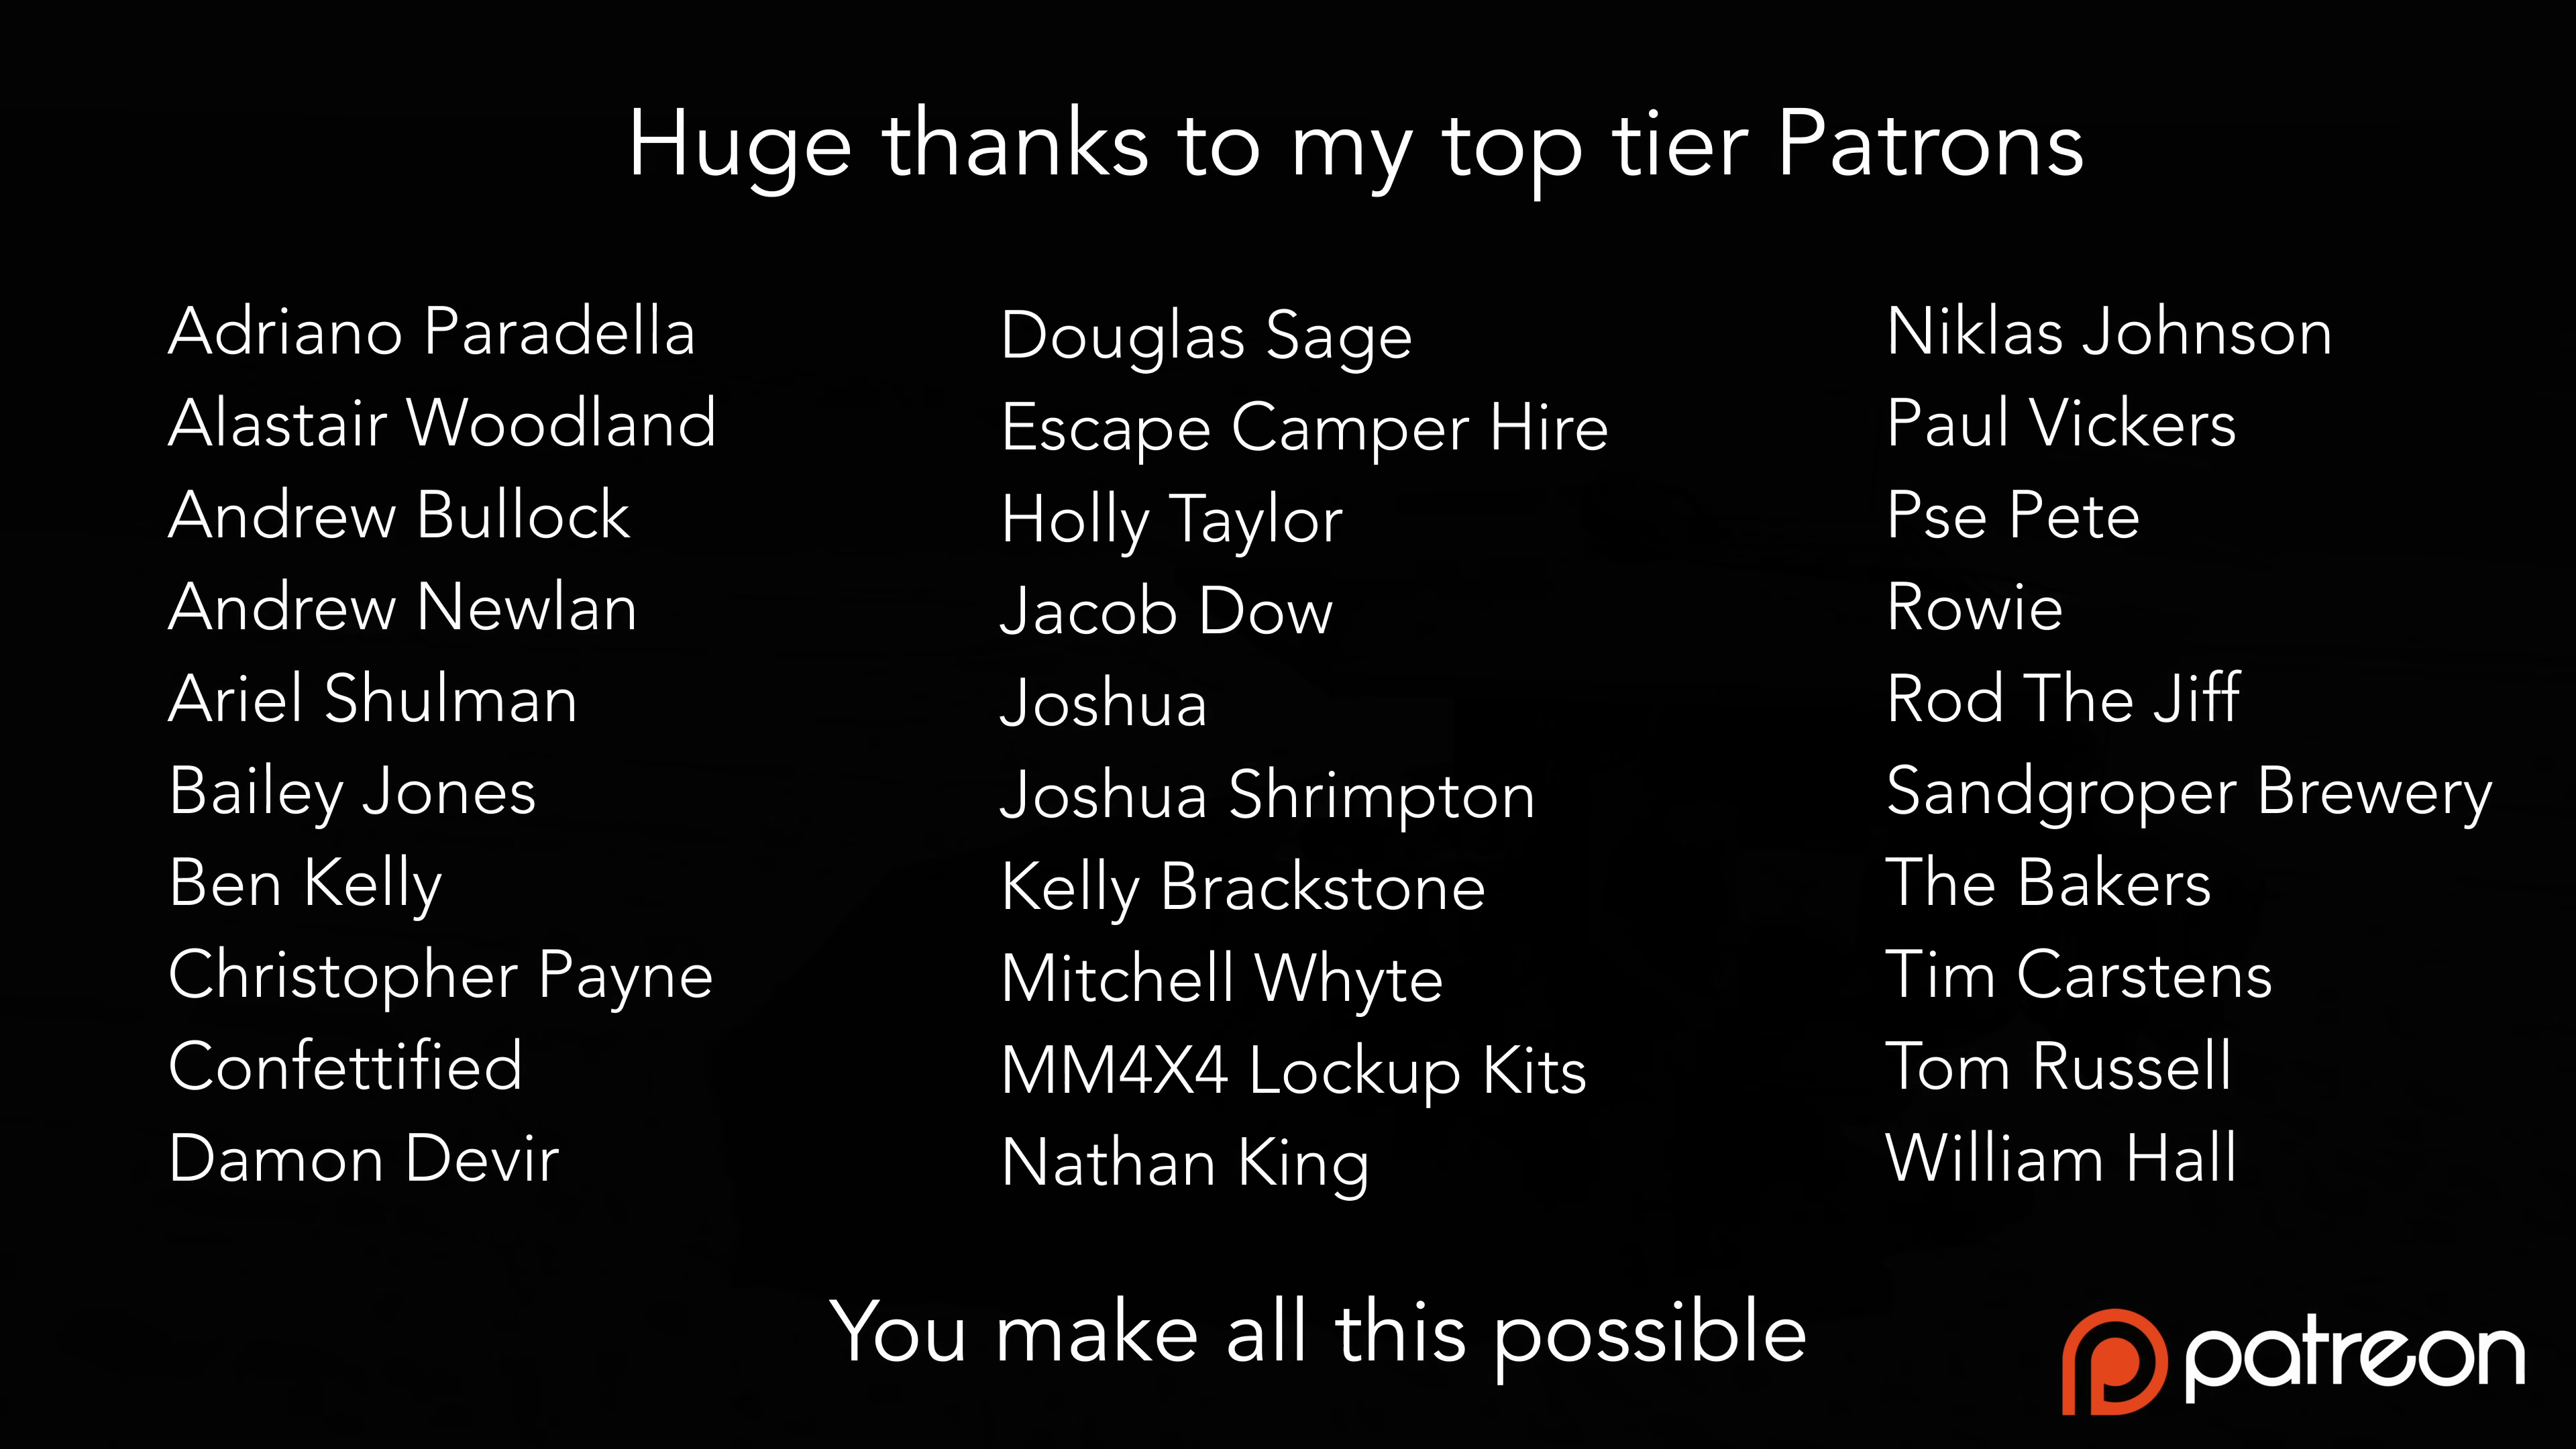 Huge thanks to my top tier Patrons
Adriano Paradella
Alastair Woodland
Andrew Bullock
Andrew Newlan
Ariel Shulman
Bailey Jones
Ben Kelly
Christopher Payne
Confettified
Damon Devir
Douglas Sage
Escape Camper Hire
Holly Taylor
Jacob Dow
Joshua
Joshua Shrimpton
Kelly Brackstone
Mitchell Whyte
MM4X4 Lockup Kits
Nathan King
Niklas Johnson
Paul Vickers
Pse Pete
Rowie
Rod The Jiff
Sandgroper Brewery
The Bakers
Tim Carstens
Tom Russell
William Hall
You make all this possible
patreon